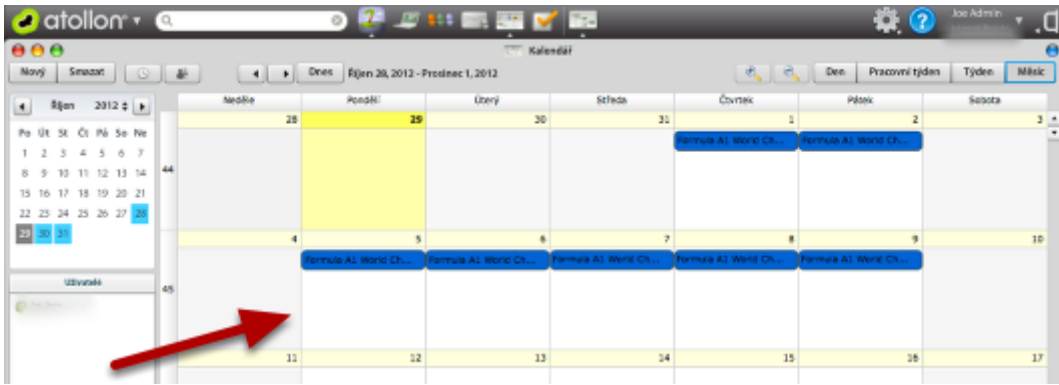 atollon
Joe Admin
Kalendář
Nový Smazat Dnes Říjen 28, 2012 - Prosinec 1, 2012 Den Pracovní týden Týden Měsíc
Říjen 2012
Neděle Pondělí Úterý Středa Čtvrtek Pátek Sobota
28 29 30 31 1 2 3
Po Út St Čt Pá So Ne
1 2 3 4 5 6 7
8 9 10 11 12 13 14
15 16 17 18 19 20 21
22 23 24 25 26 27 28
29 30 31
44
Formula A1 World Ch... Formula A1 World Ch...
4 5 6 7 8 9 10
Formula A1 World Ch... Formula A1 World Ch... Formula A1 World Ch... Formula A1 World Ch... Formula A1 World Ch...
Uživatelé
45
11 12 13 14 15 16 17